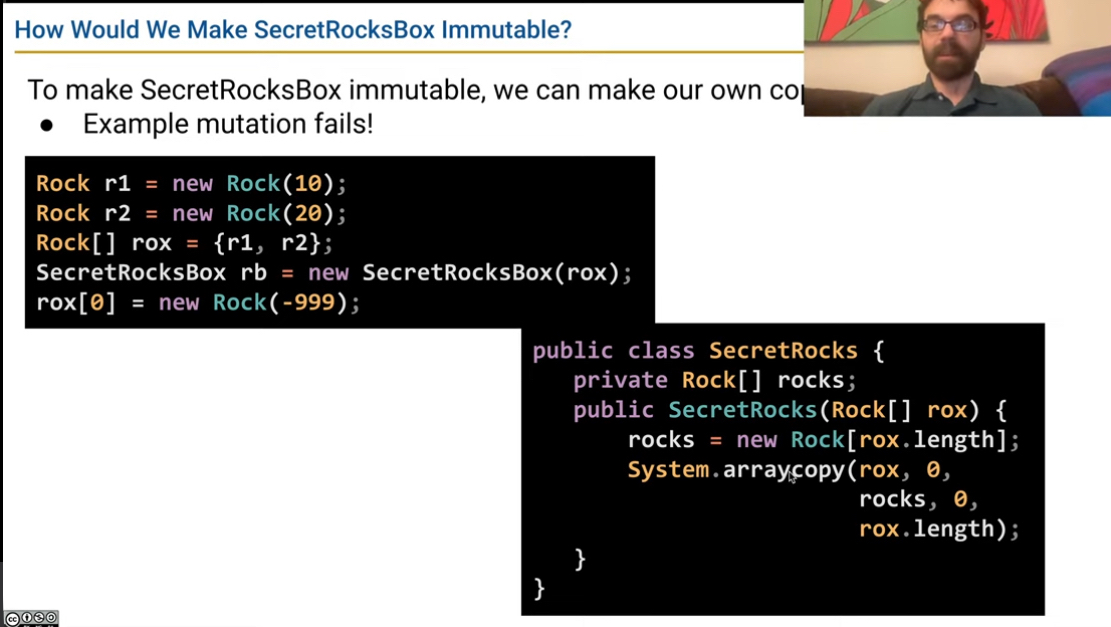 How Would We Make SecretRocksBox Immutable?
To make SecretRocksBox immutable, we can make our own
● Example mutation fails!
Rock r1 = new Rock(10);
Rock r2 = new Rock(20);
Rock[] rox = {r1, r2};
SecretRocksBox rb = new SecretRocksBox(rox);
rox[0] = new Rock(-999);
public class SecretRocks {
private Rock[] rocks;
public SecretRocks(Rock[] rox) {
rocks = new Rock[rox.length];
System.arraycopy(rox, 0,
rocks, 0,
rox.length);
}
}